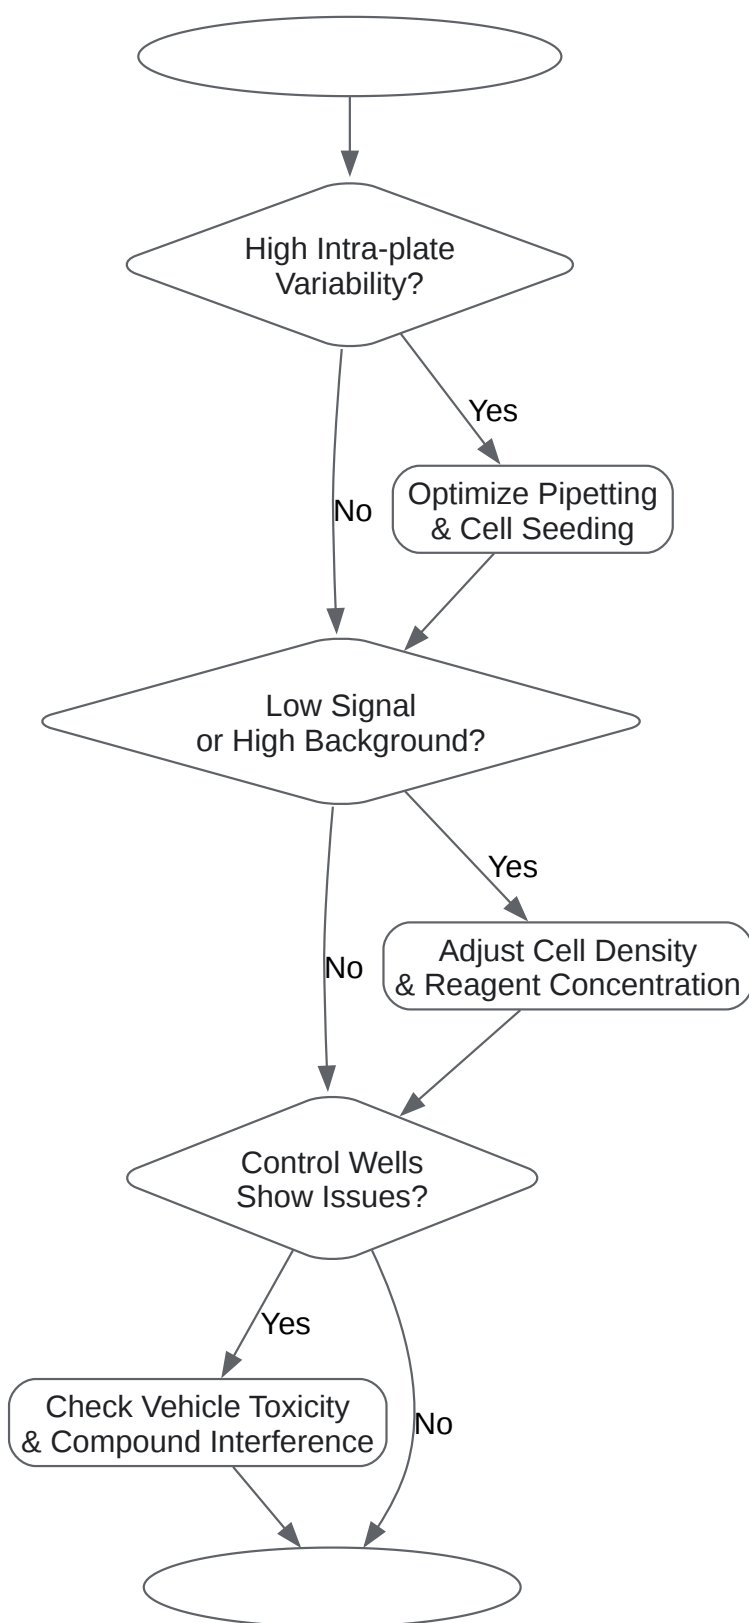 High Intra-plate
Variability?
Yes
Optimize Pipetting
& Cell Seeding
No
Low Signal
or High Background?
Yes
Adjust Cell Density
& Reagent Concentration
No
Control Wells
Show Issues?
Yes
Check Vehicle Toxicity
& Compound Interference
No